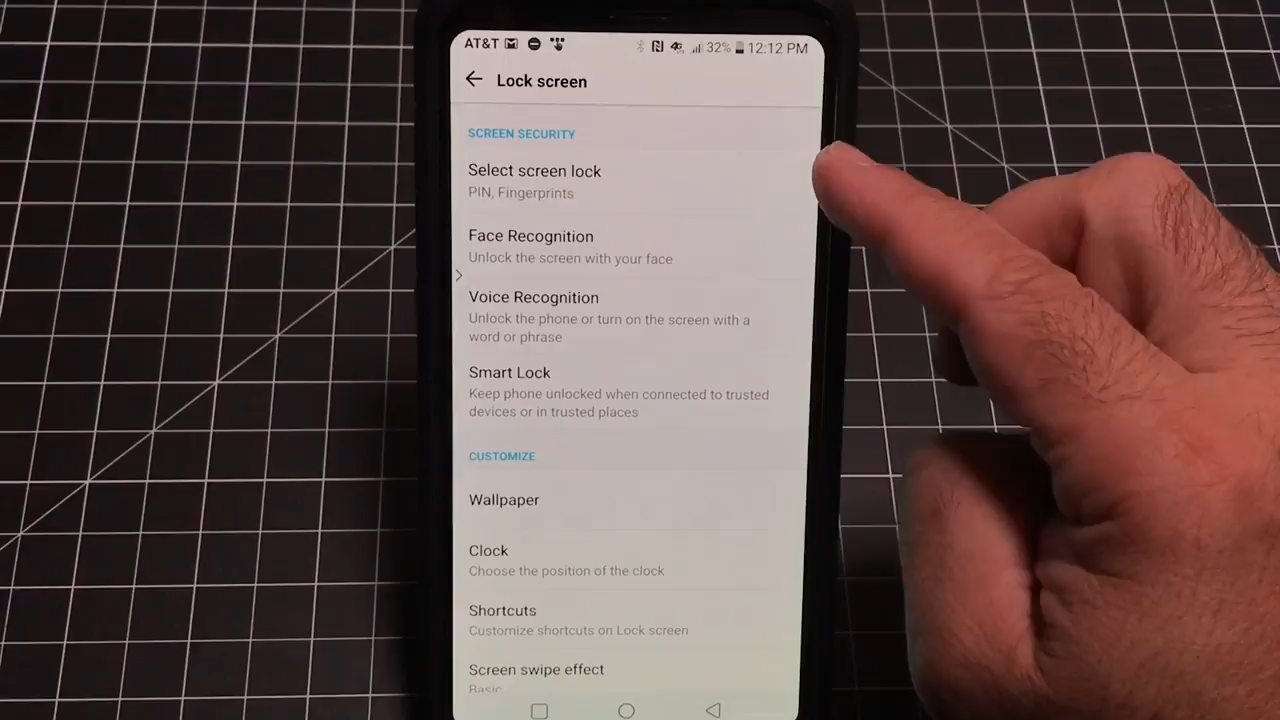 AT&T 32% 12:12 PM
Lock screen
SCREEN SECURITY
Select screen lock
PIN, Fingerprints
Face Recognition
Unlock the screen with your face
Voice Recognition
Unlock the phone or turn on the screen with a
word or phrase
Smart Lock
Keep phone unlocked when connected to trusted
devices or in trusted places
CUSTOMIZE
Wallpaper
Clock
Choose the position of the clock
Shortcuts
Customize shortcuts on Lock screen
Screen swipe effect
Basic